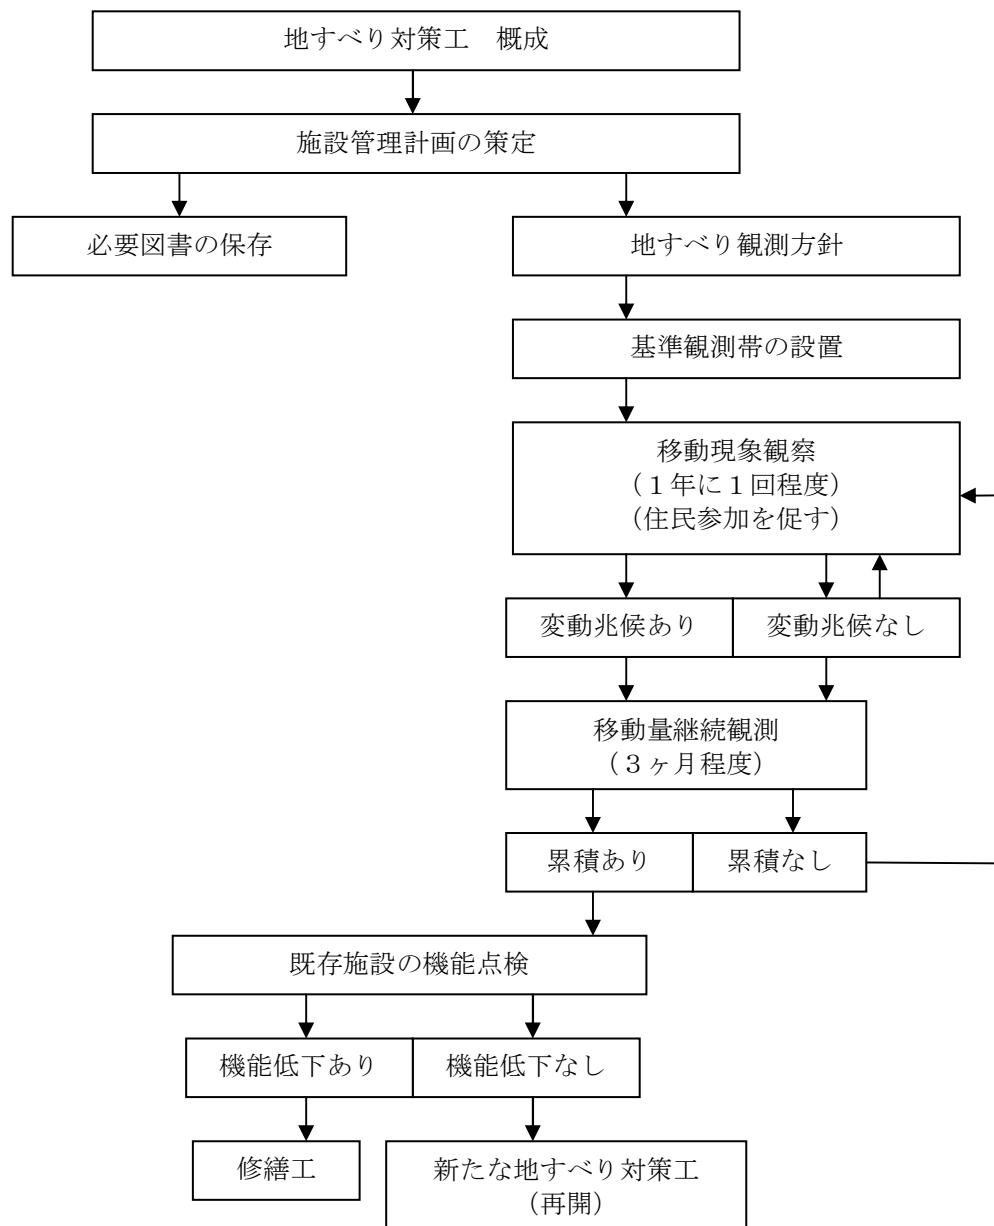 地すべり対策工　概成
施設管理計画の策定
必要図書の保存
地すべり観測方針
基準観測帯の設置
移動現象観察
（１年に１回程度）
（住民参加を促す）
変動兆候あり
変動兆候なし
移動量継続観測
（３ヶ月程度）
累積あり
累積なし
既存施設の機能点検
機能低下あり
機能低下なし
修繕工
新たな地すべり対策工
（再開）